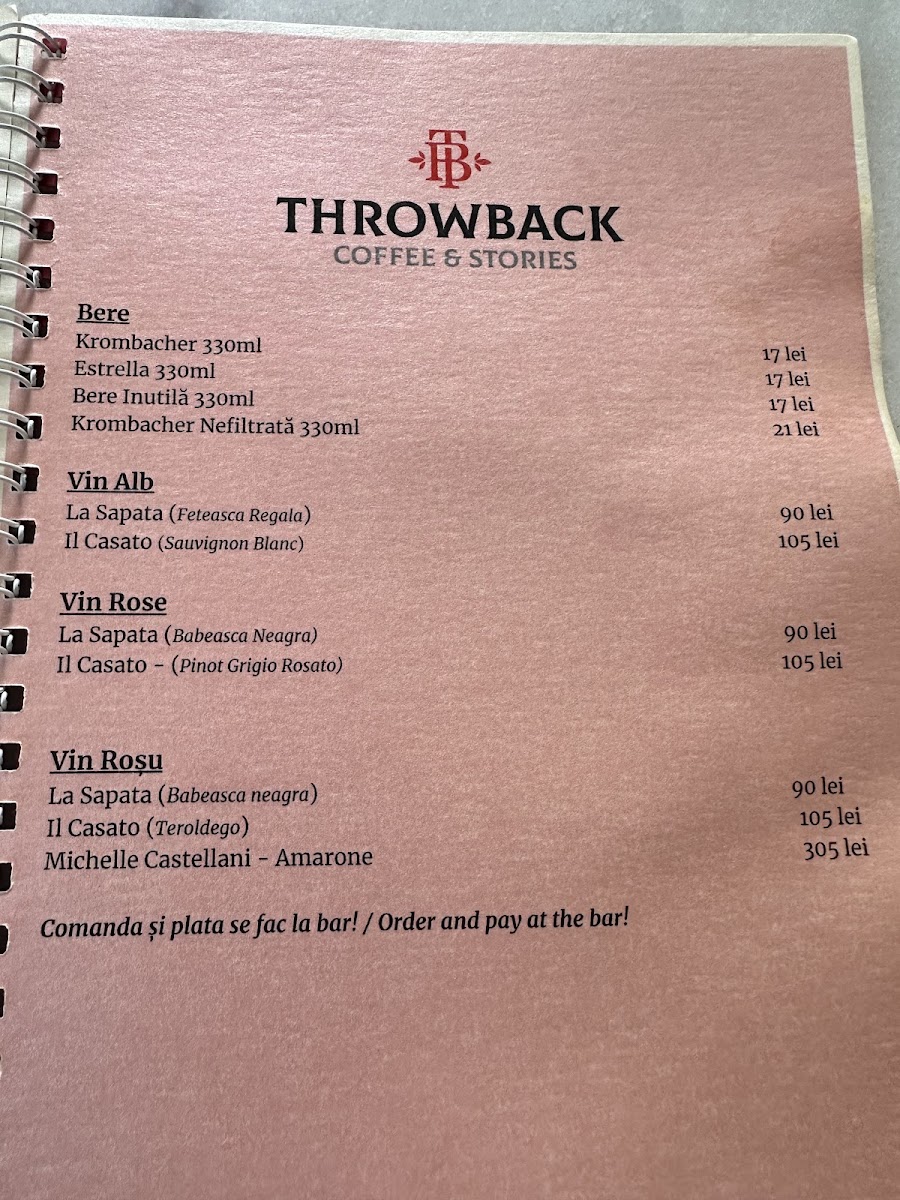 TB
THROWBACK
COFFEE & STORIES
Bere
Krombacher 330ml 17 lei
Estrella 330ml 17 lei
Bere Inutilă 330ml 17 lei
Krombacher Nefiltrată 330ml 21 lei
Vin Alb
La Sapata (Feteasca Regala) 90 lei
Il Casato (Sauvignon Blanc) 105 lei
Vin Rose
La Sapata (Babeasca Neagra) 90 lei
Il Casato - (Pinot Grigio Rosato) 105 lei
Vin Roșu
La Sapata (Babeasca neagra) 90 lei
Il Casato (Teroldego) 105 lei
Michelle Castellani - Amarone 305 lei
Comanda și plata se fac la bar! / Order and pay at the bar!